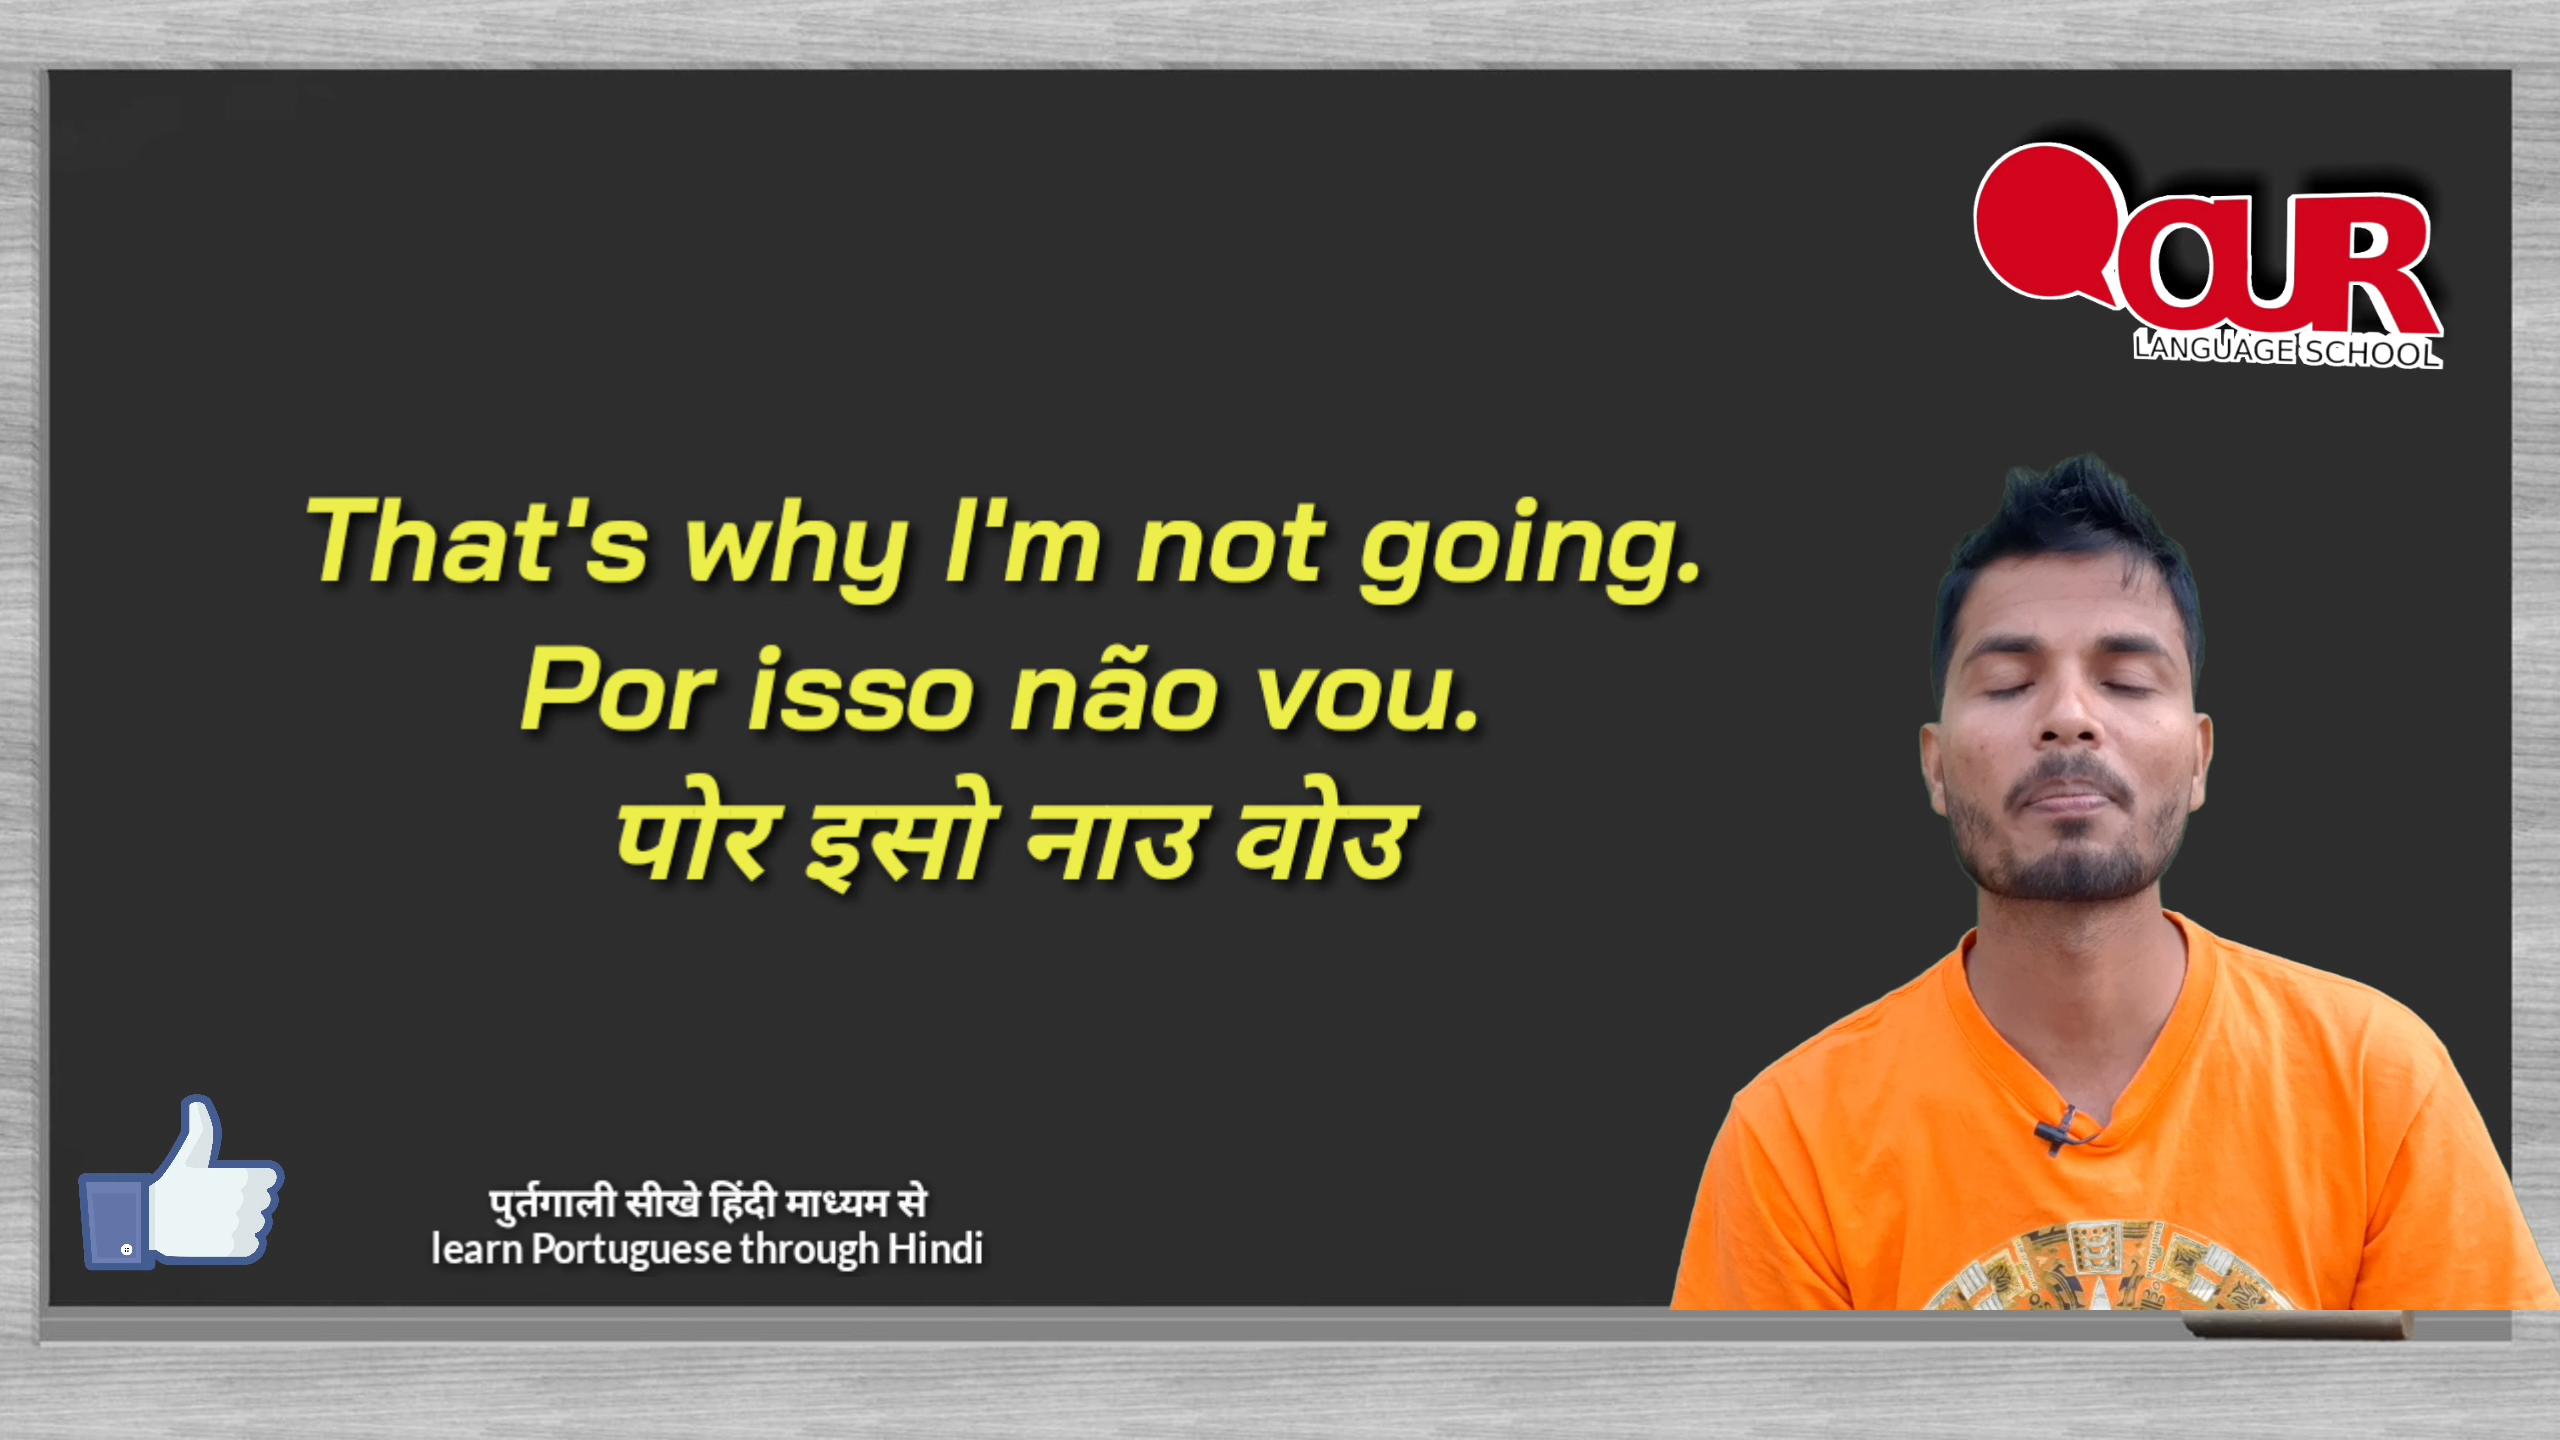 OUR
LANGUAGE SCHOOL
That's why I'm not going.
Por isso não vou.
पोर इसो नाउ वोउ
पुर्तगाली सीखे हिंदी माध्यम से
learn Portuguese through Hindi